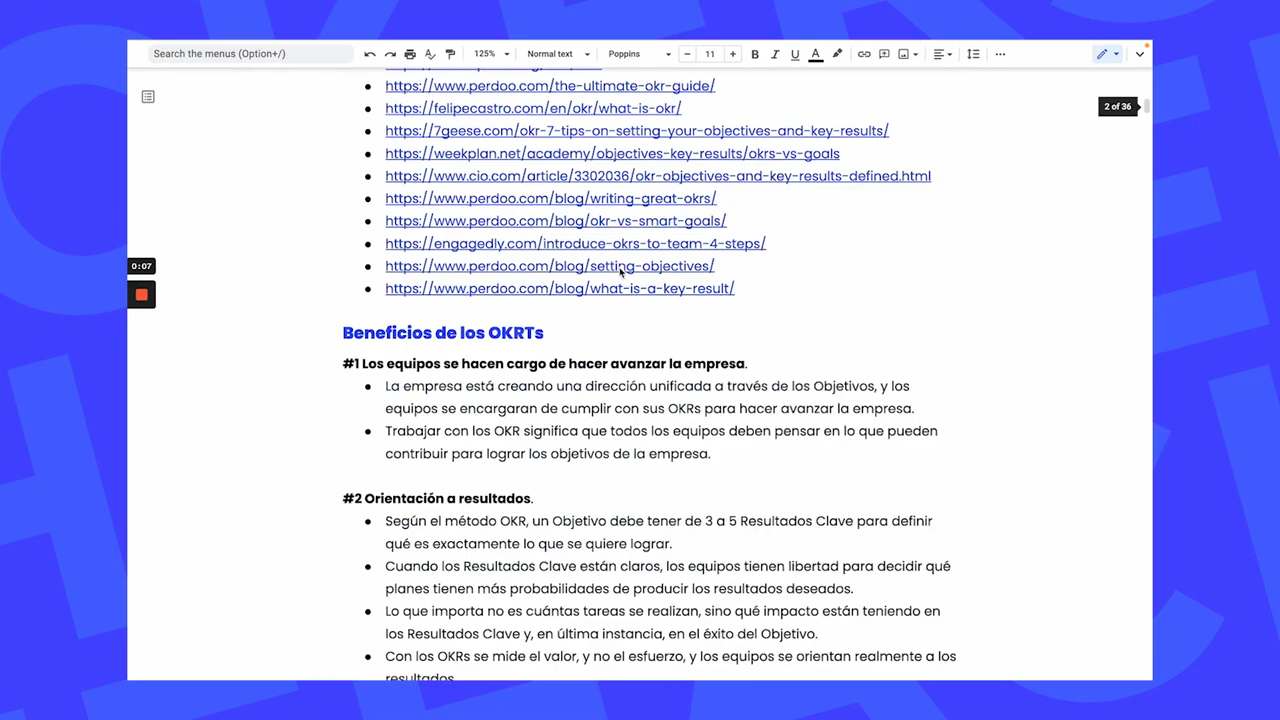 Search the menus (Option+/)
125%
Normal text
Poppins
11
B
I
U
A
2 of 36
https://www.perdoo.com/the-ultimate-okr-guide/
https://felipecastro.com/en/okr/what-is-okr/
https://7geese.com/okr-7-tips-on-setting-your-objectives-and-key-results/
https://weekplan.net/academy/objectives-key-results/okrs-vs-goals
https://www.cio.com/article/3302036/okr-objectives-and-key-results-defined.html
https://www.perdoo.com/blog/writing-great-okrs/
https://www.perdoo.com/blog/okr-vs-smart-goals/
https://engagedly.com/introduce-okrs-to-team-4-steps/
0:07
https://www.perdoo.com/blog/setting-objectives/
https://www.perdoo.com/blog/what-is-a-key-result/
Beneficios de los OKRTs
#1 Los equipos se hacen cargo de hacer avanzar la empresa.
La empresa está creando una dirección unificada a través de los Objetivos, y los
equipos se encargaran de cumplir con sus OKRs para hacer avanzar la empresa.
Trabajar con los OKR significa que todos los equipos deben pensar en lo que pueden
contribuir para lograr los objetivos de la empresa.
#2 Orientación a resultados.
Según el método OKR, un Objetivo debe tener de 3 a 5 Resultados Clave para definir
qué es exactamente lo que se quiere lograr.
Cuando los Resultados Clave están claros, los equipos tienen libertad para decidir qué
planes tienen más probabilidades de producir los resultados deseados.
Lo que importa no es cuántas tareas se realizan, sino qué impacto están teniendo en
los Resultados Clave y, en última instancia, en el éxito del Objetivo.
Con los OKRs se mide el valor, y no el esfuerzo, y los equipos se orientan realmente a los
resultados.